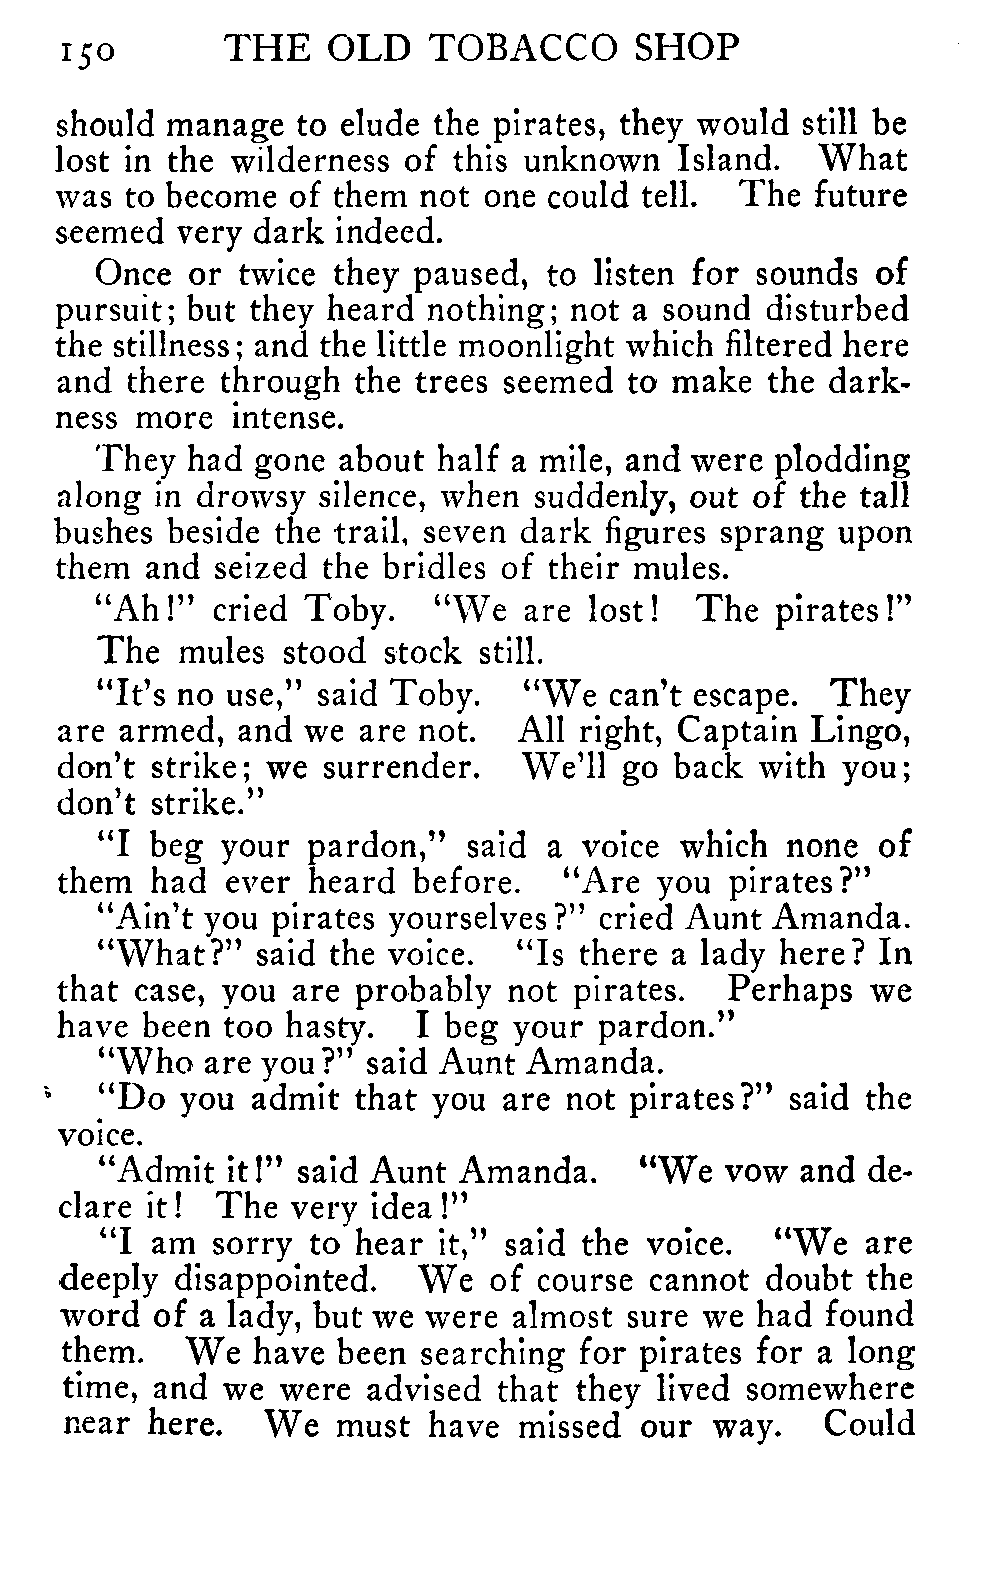 150 THE OLD TOBACCO SHOP
should manage to elude the pirates, they would still be
lost in the wilderness of this unknown Island. What
was to become of them not one could tell. The future
seemed very dark indeed.
Once or twice they paused, to listen for sounds of
pursuit; but they heard nothing; not a sound disturbed
the stillness; and the little moonlight which filtered here
and there through the trees seemed to make the dark-
ness more intense.
They had gone about half a mile, and were plodding
along in drowsy silence, when suddenly, out of the tall
bushes beside the trail, seven dark figures sprang upon
them and seized the bridles of their mules.
"Ah!" cried Toby. "We are lost! The pirates!"
The mules stood stock still.
"It's no use," said Toby. "We can't escape. They
are armed, and we are not. All right, Captain Lingo,
don't strike; we surrender. We'll go back with you;
don't strike."
"I beg your pardon," said a voice which none of
them had ever heard before. "Are you pirates?"
"Ain't you pirates yourselves?" cried Aunt Amanda.
"What?" said the voice. "Is there a lady here? In
that case, you are probably not pirates. Perhaps we
have been too hasty. I beg your pardon."
"Who are you?" said Aunt Amanda.
"Do you admit that you are not pirates?" said the
voice.
"Admit it!" said Aunt Amanda. "We vow and de-
clare it! The very idea!"
"I am sorry to hear it," said the voice. "We are
deeply disappointed. We of course cannot doubt the
word of a lady, but we were almost sure we had found
them. We have been searching for pirates for a long
time, and we were advised that they lived somewhere
near here. We must have missed our way. Could